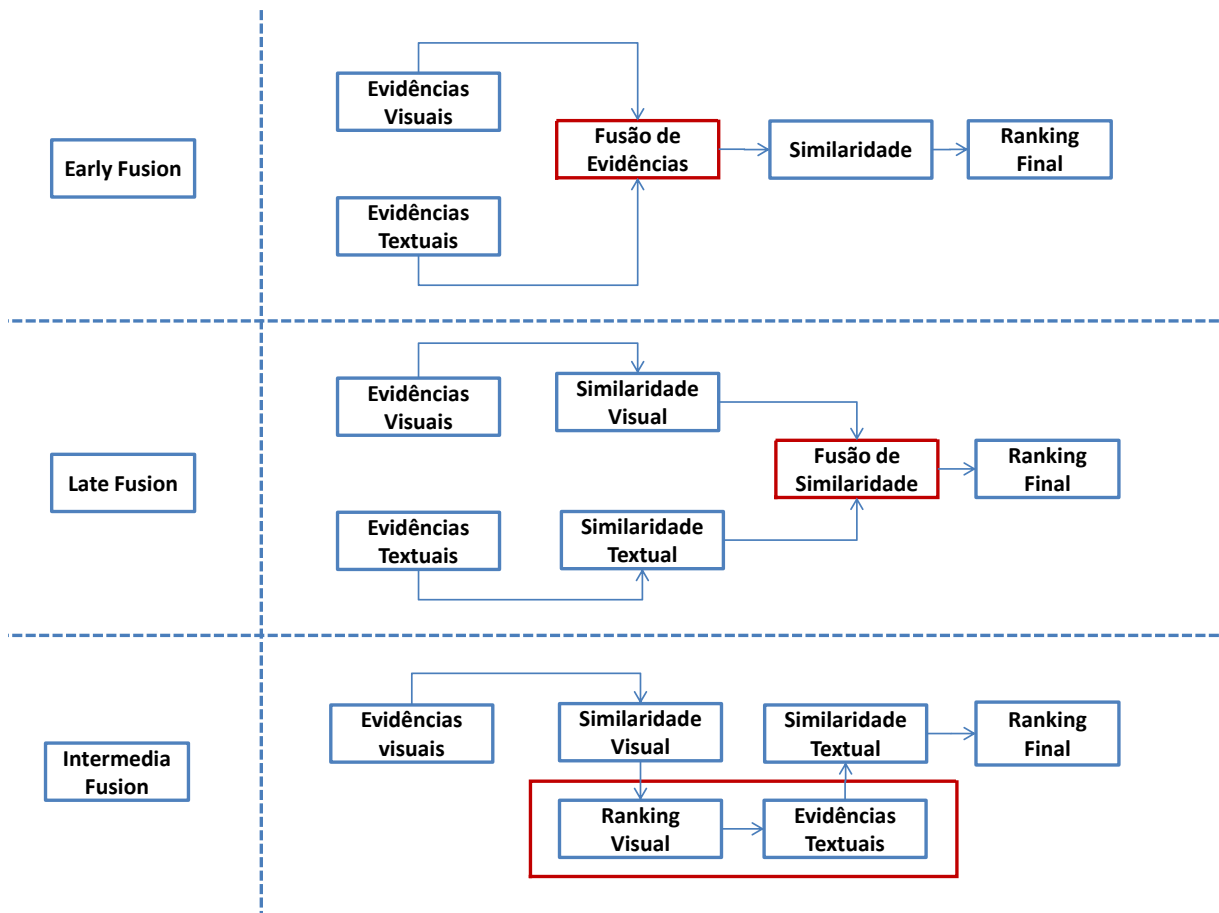 Early Fusion
Evidências
Visuais
Evidências
Textuais
Fusão de
Evidências
Similaridade
Ranking
Final
Late Fusion
Evidências
Visuais
Similaridade
Visual
Evidências
Textuais
Similaridade
Textual
Fusão de
Similaridade
Ranking
Final
Intermedia
Fusion
Evidências
visuais
Similaridade
Visual
Ranking
Visual
Evidências
Textuais
Similaridade
Textual
Ranking
Final